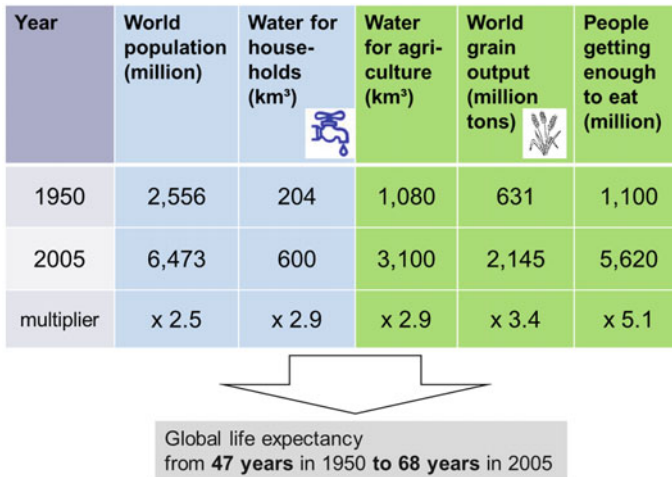 Year
World
population
(million)
Water for
house-
holds
(km³)
Water
for agri-
culture
(km³)
World
grain
output
(million
tons)
People
getting
enough
to eat
(million)
1950 2,556 204 1,080 631 1,100
2005 6,473 600 3,100 2,145 5,620
multiplier x 2.5 x 2.9 x 2.9 x 3.4 x 5.1
Global life expectancy
from 47 years in 1950 to 68 years in 2005